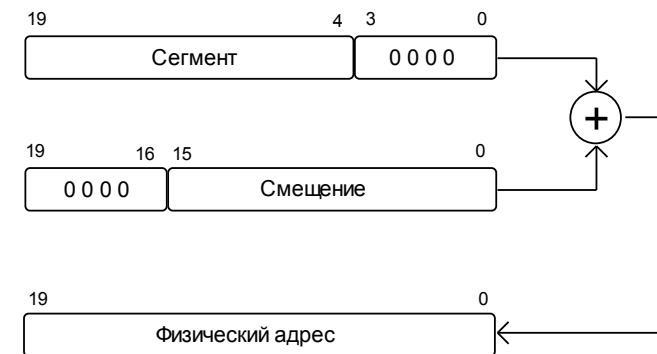 19 4 3 0
Сегмент 0 0 0 0
+
19 16 15 0
0 0 0 0 Смещение
19 0
Физический адрес